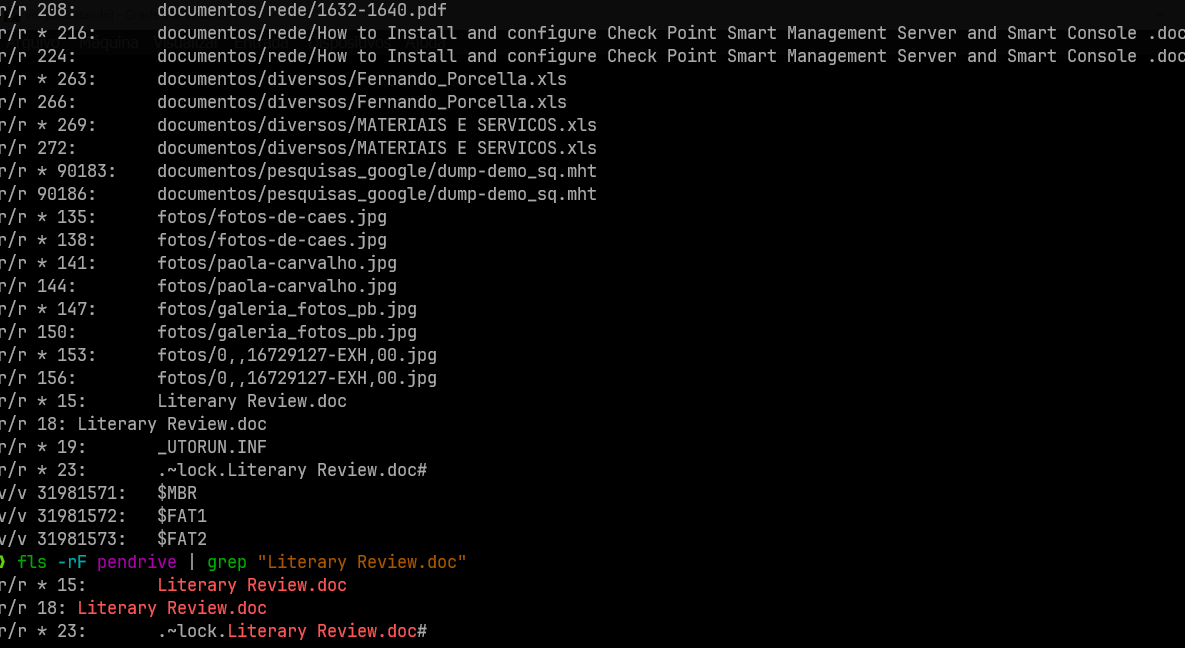 r/r 208: documentos/rede/1632-1640.pdf
r/r * 216: documentos/rede/How to Install and configure Check Point Smart Management Server and Smart Console .doc
r/r 224: documentos/rede/How to Install and configure Check Point Smart Management Server and Smart Console .doc
r/r * 263: documentos/diversos/Fernando_Porcella.xls
r/r 266: documentos/diversos/Fernando_Porcella.xls
r/r * 269: documentos/diversos/MATERIAIS E SERVICOS.xls
r/r 272: documentos/diversos/MATERIAIS E SERVICOS.xls
r/r * 90183: documentos/pesquisas_google/dump-demo_sq.mht
r/r 90186: documentos/pesquisas_google/dump-demo_sq.mht
r/r * 135: fotos/fotos-de-caes.jpg
r/r * 138: fotos/fotos-de-caes.jpg
r/r * 141: fotos/paola-carvalho.jpg
r/r 144: fotos/paola-carvalho.jpg
r/r * 147: fotos/galeria_fotos_pb.jpg
r/r 150: fotos/galeria_fotos_pb.jpg
r/r * 153: fotos/0,,16729127-EXH,00.jpg
r/r 156: fotos/0,,16729127-EXH,00.jpg
r/r * 15: Literary Review.doc
r/r 18: Literary Review.doc
r/r * 19: _UTORUN.INF
r/r * 23: .~lock.Literary Review.doc#
v/v 31981571: $MBR
v/v 31981572: $FAT1
v/v 31981573: $FAT2
❯ fls -rF pendrive | grep "Literary Review.doc"
r/r * 15: Literary Review.doc
r/r 18: Literary Review.doc
r/r * 23: .~lock.Literary Review.doc#